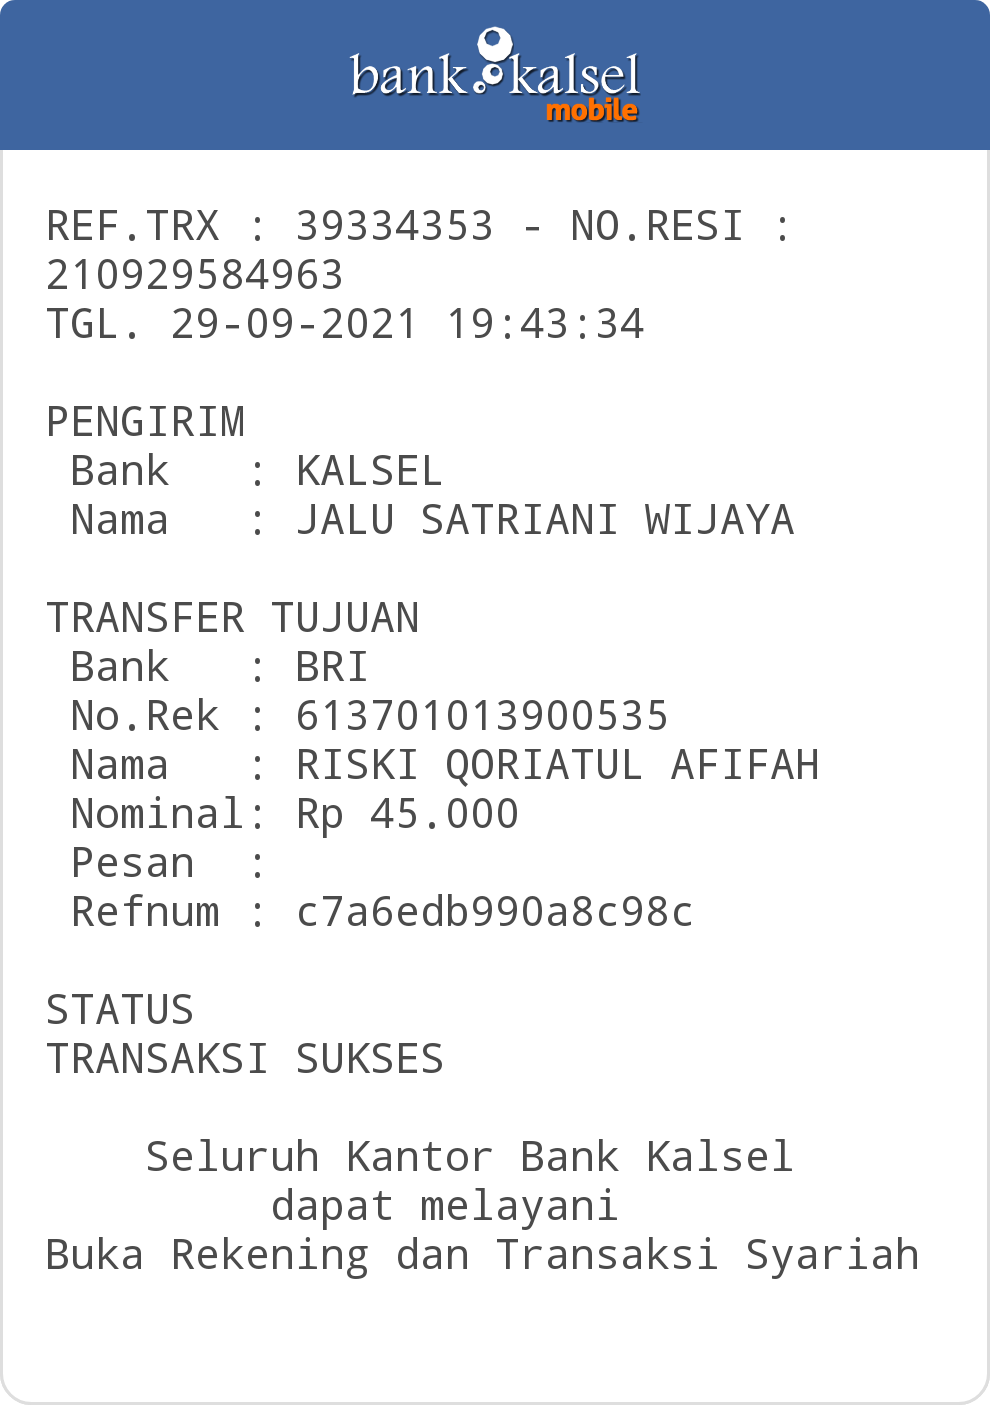 bank kalsel
mobile
REF.TRX : 39334353 - NO.RESI :
210929584963
TGL. 29-09-2021 19:43:34
PENGIRIM
Bank : KALSEL
Nama : JALU SATRIANI WIJAYA
TRANSFER TUJUAN
Bank : BRI
No.Rek : 613701013900535
Nama : RISKI QORIATUL AFIFAH
Nominal: Rp 45.000
Pesan :
Refnum : c7a6edb990a8c98c
STATUS
TRANSAKSI SUKSES
Seluruh Kantor Bank Kalsel
dapat melayani
Buka Rekening dan Transaksi Syariah